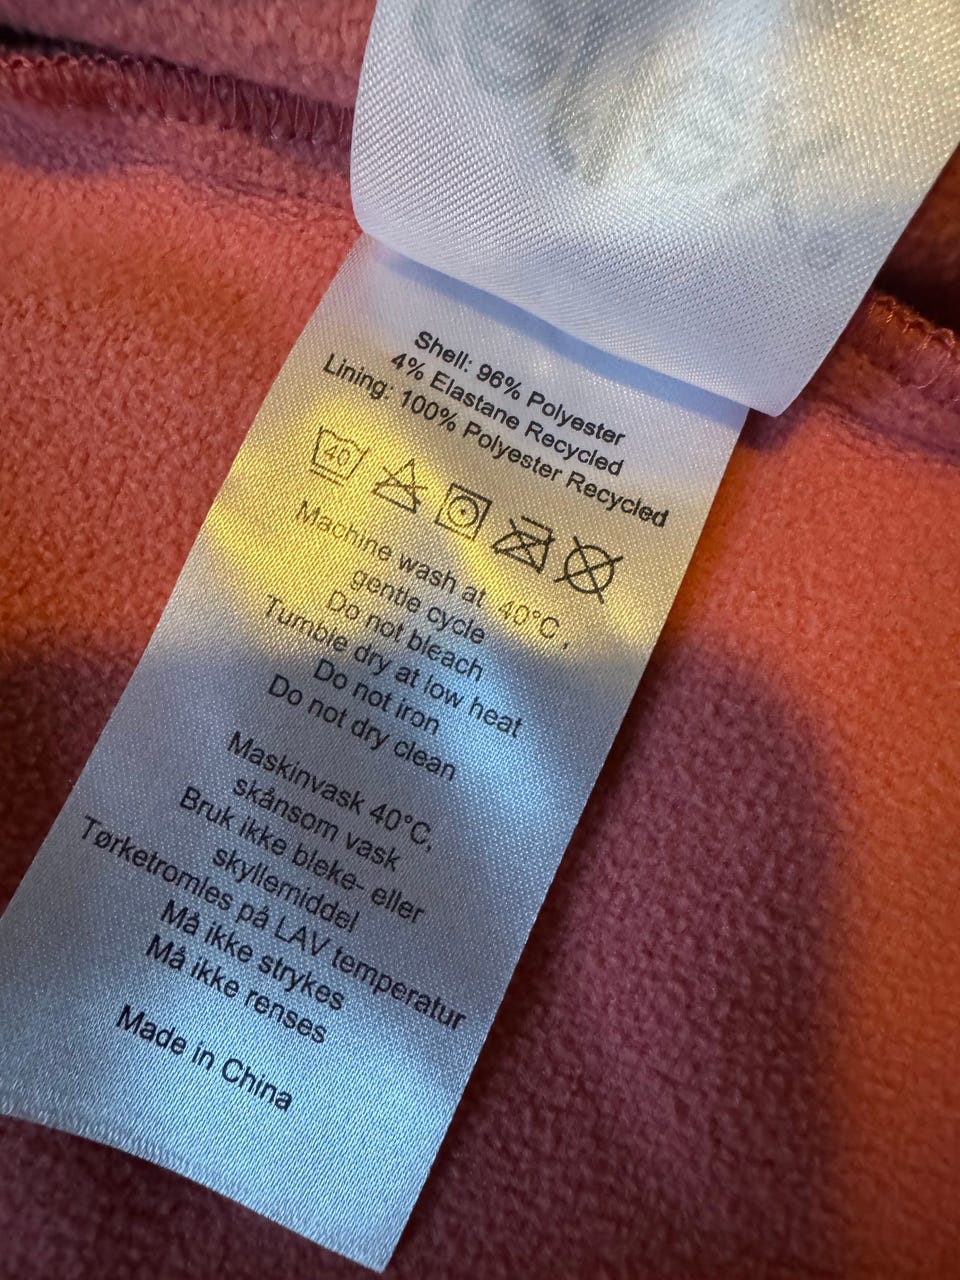 Shell: 96% Polyester
4% Elastane Recycled
Lining: 100% Polyester Recycled
40
Machine wash at 40°C ,
gentle cycle
Do not bleach
Tumble dry at low heat
Do not iron
Do not dry clean
Maskinvask 40°C,
skånsom vask
Bruk ikke bleke- eller
skyllemiddel
Tørketromles på LAV temperatur
Må ikke strykes
Må ikke renses
Made in China